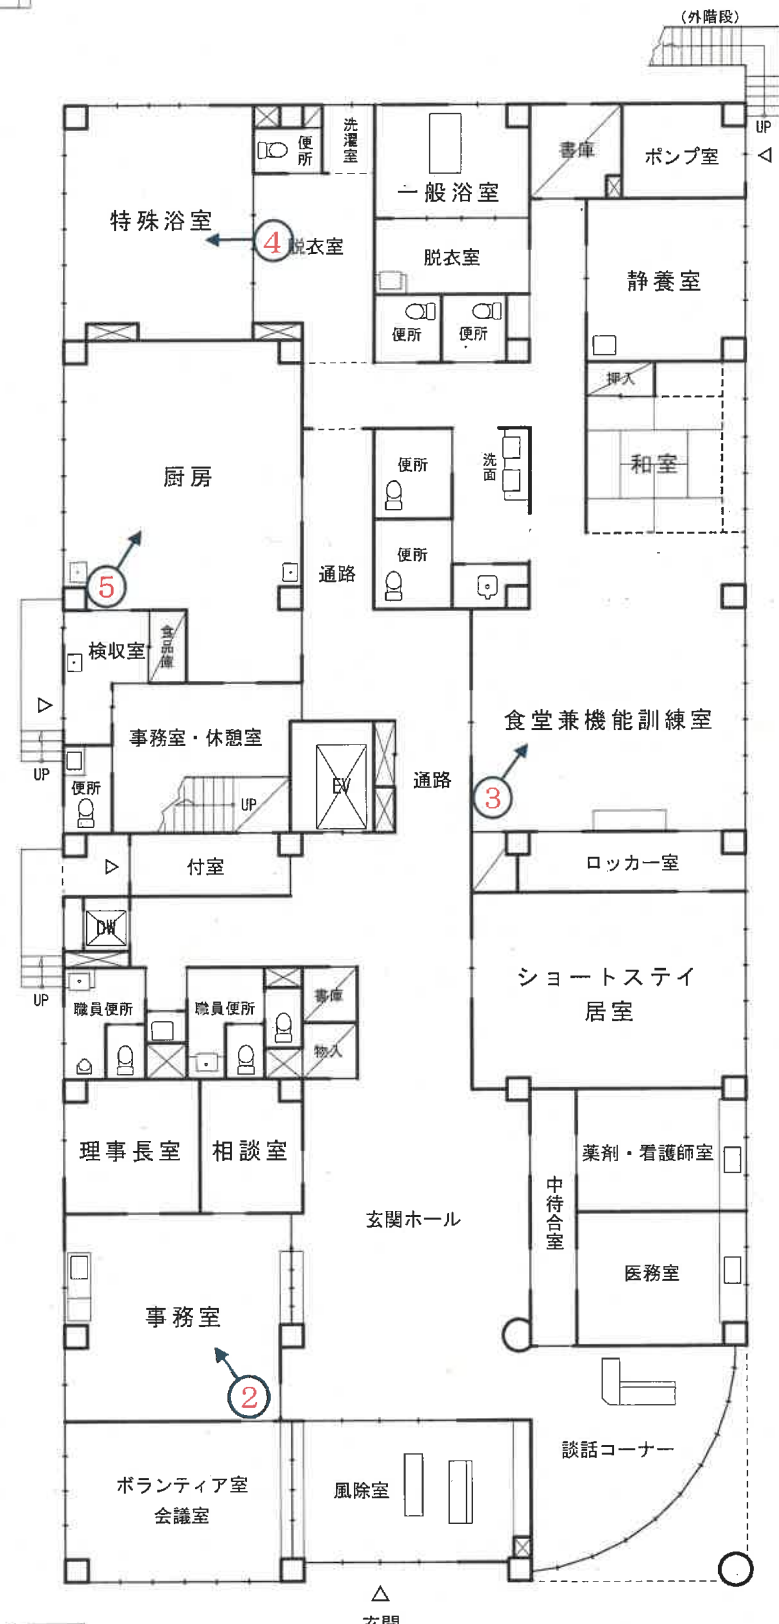 (外階段)
UP
洗濯室
便所
書庫
ポンプ室
一般浴室
特殊浴室
④
脱衣室
脱衣室
静養室
便所
便所
押入
和室
便所
洗面
厨房
便所
通路
⑤
検収室
食品庫
食堂兼機能訓練室
事務室・休憩室
通路
EV
UP
便所
UP
③
付室
ロッカー室
DW
ショートステイ
居室
UP
職員便所
職員便所
書庫
物入
理事長室
相談室
薬剤・看護師室
中待合室
玄関ホール
医務室
事務室
②
談話コーナー
ボランティア室
会議室
風除室
玄関